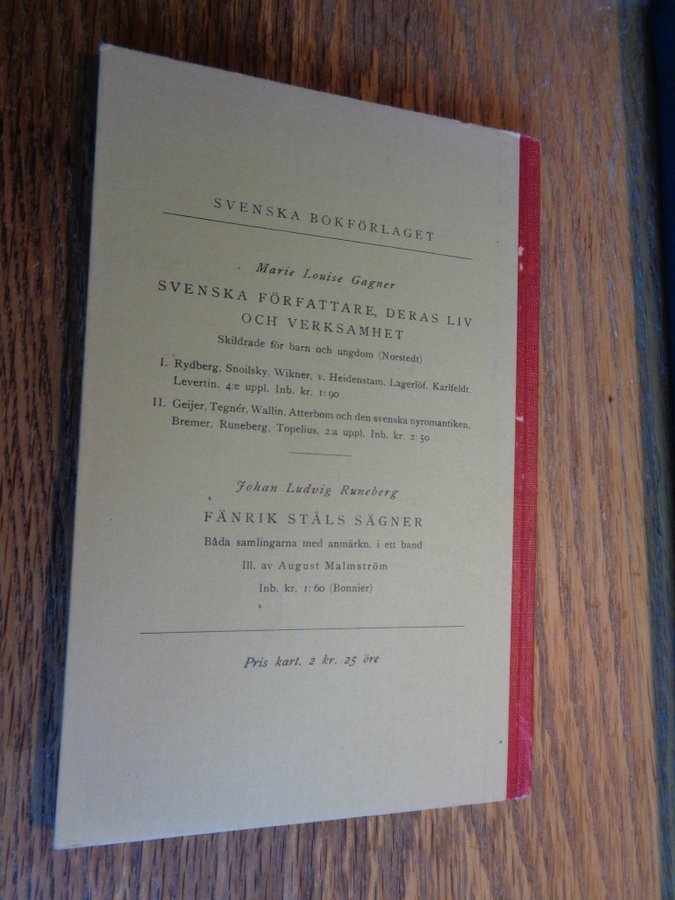 SVENSKA BOKFÖRLAGET
Marie Louise Gagner
SVENSKA FÖRFATTARE, DERAS LIV
OCH VERKSAMHET
Skildrade för barn och ungdom (Norstedt)
I. Rydberg, Snoilsky, Wikner, v. Heidenstam, Lagerlöf, Karlfeldt,
Levertin. 4:e uppl. Inb. kr. 1:90
II. Geijer, Tegnér, Wallin, Atterbom och den svenska nyromantiken,
Bremer, Runeberg, Topelius. 2:a uppl. Inb. kr. 2:50
Johan Ludvig Runeberg
FÄNRIK STÅLS SÄGNER
Båda samlingarna med anmärkn. i ett band
Ill. av August Malmström
Inb. kr. 1:60 (Bonnier)
Pris kart. 2 kr. 25 öre